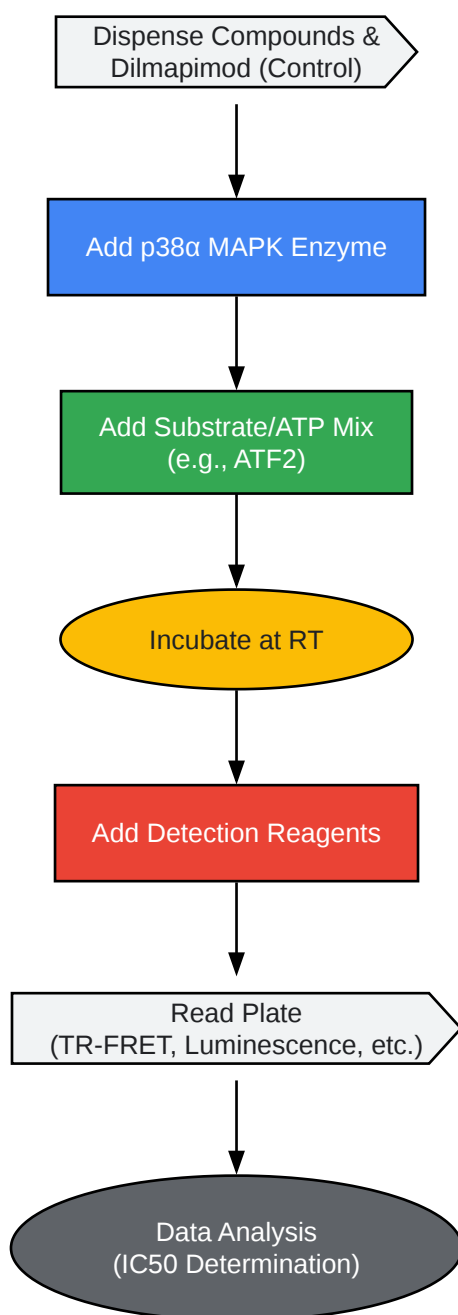 Dispense Compounds &
Dilmapimod (Control)
Add p38α MAPK Enzyme
Add Substrate/ATP Mix
(e.g., ATF2)
Incubate at RT
Add Detection Reagents
Read Plate
(TR-FRET, Luminescence, etc.)
Data Analysis
(IC50 Determination)